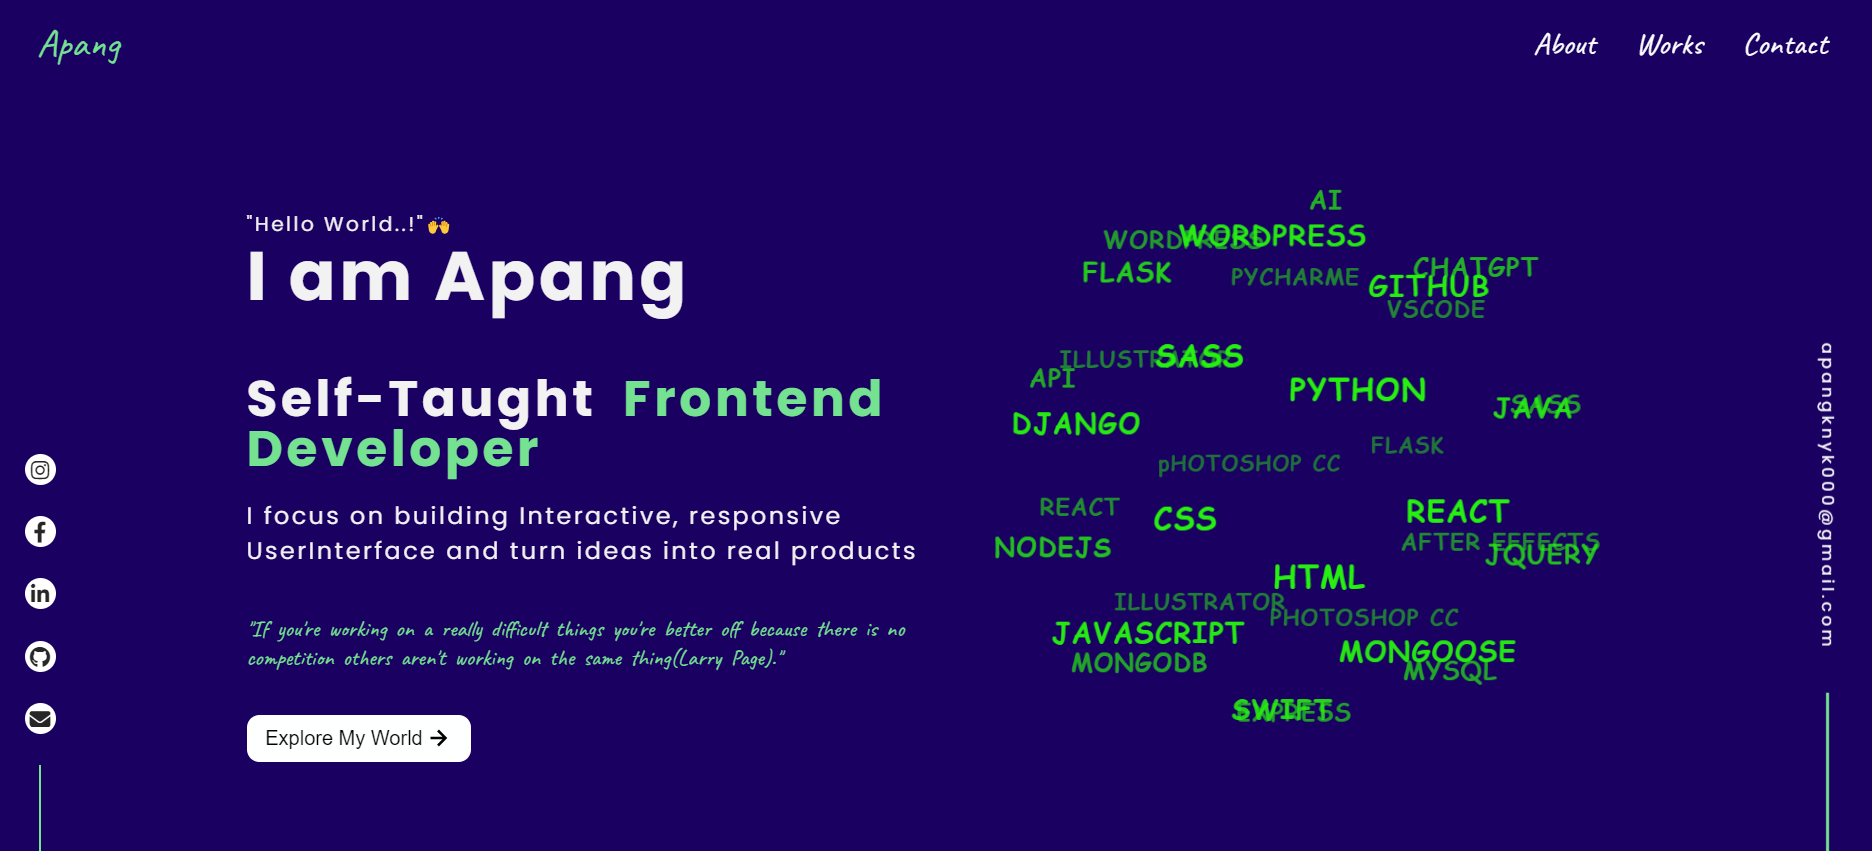 Apang
About Works Contact
"Hello World..!"🙌
I am Apang
Self-Taught Frontend
Developer
I focus on building Interactive, responsive
UserInterface and turn ideas into real products
"If you're working on a really difficult things you're better off because there is no
competition others aren't working on the same thing(Larry Page)."
Explore My World
AI
WORDPRESS WORDPRESS
FLASK PYCHARME CHATGPT
GITHUB
VSCODE
ILLUSTRATOR SASS
API
PYTHON
JAVA SASS
DJANGO
FLASK
pHOTOSHOP CC
REACT CSS REACT
AFTER EFFECTS
NODEJS JQUERY
HTML
ILLUSTRATOR
PHOTOSHOP CC
JAVASCRIPT
MONGOOSE
MONGODB MYSQL
SWIFT EXPRESS
apangknyk000@gmail.com